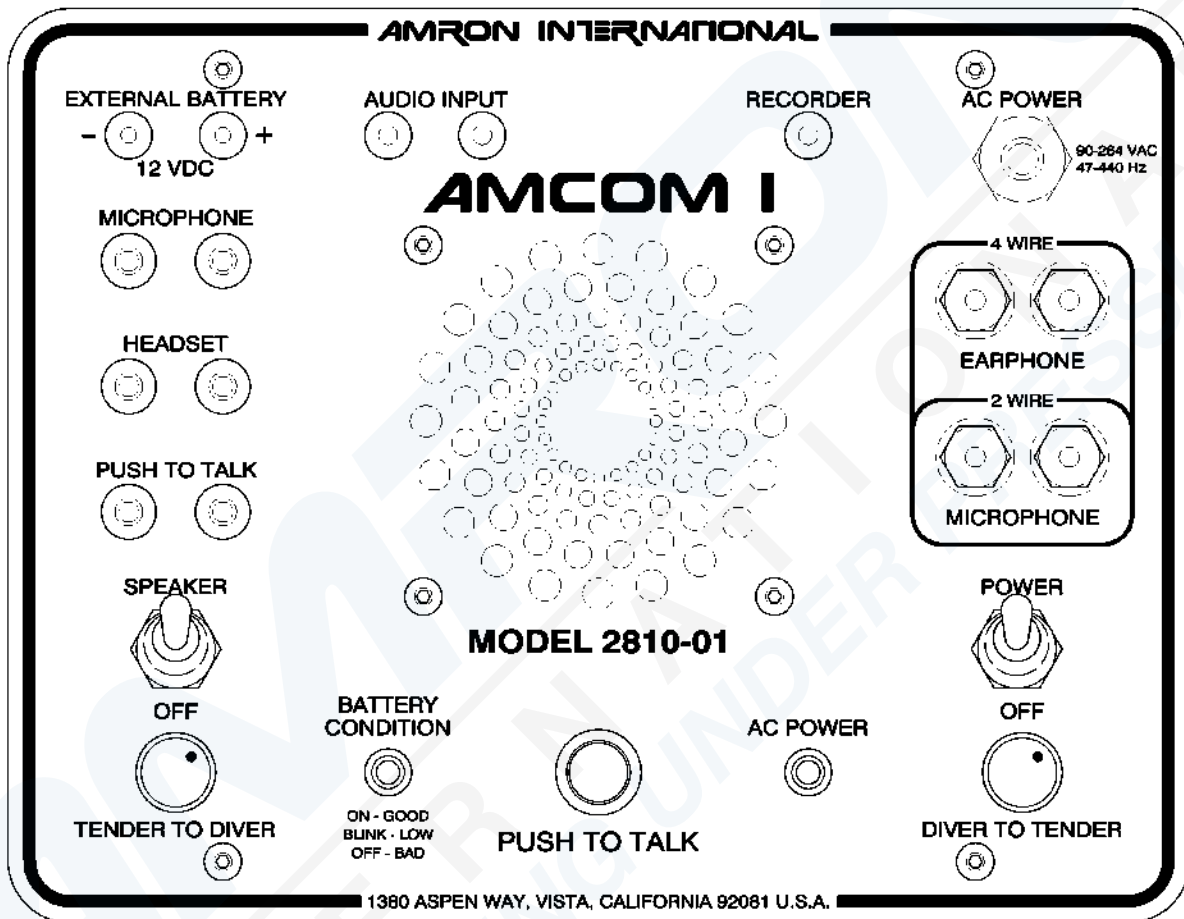 AMRON INTERNATIONAL
EXTERNAL BATTERY
- +
12 VDC
AUDIO INPUT
RECORDER
AC POWER
90-264 VAC
47-440 Hz
AMCOM I
MICROPHONE
4 WIRE
EARPHONE
HEADSET
2 WIRE
MICROPHONE
PUSH TO TALK
SPEAKER
OFF
POWER
OFF
MODEL 2810-01
BATTERY
CONDITION
ON - GOOD
BLINK - LOW
OFF - BAD
AC POWER
TENDER TO DIVER
PUSH TO TALK
DIVER TO TENDER
1380 ASPEN WAY, VISTA, CALIFORNIA 92081 U.S.A.